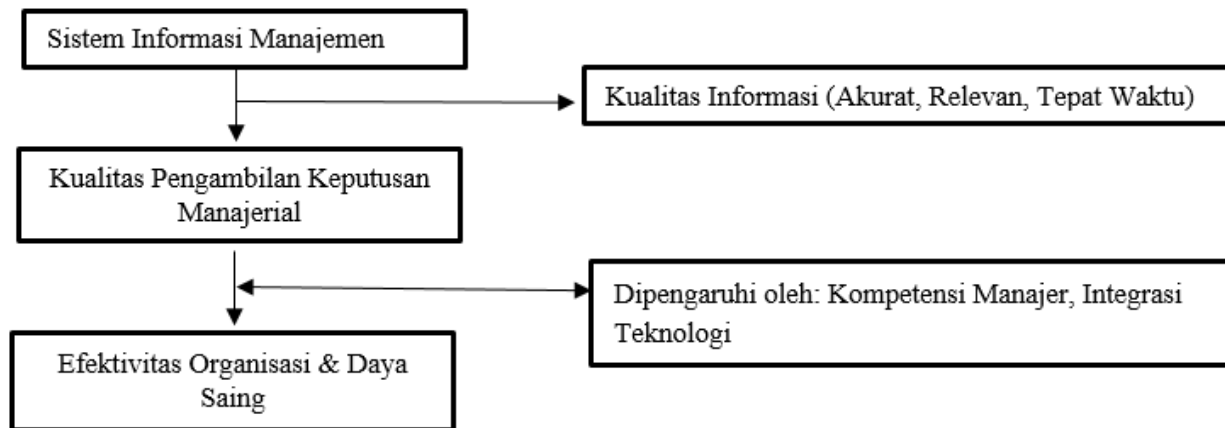 Sistem Informasi Manajemen
Kualitas Informasi (Akurat, Relevan, Tepat Waktu)
Kualitas Pengambilan Keputusan
Manajerial
Dipengaruhi oleh: Kompetensi Manajer, Integrasi
Teknologi
Efektivitas Organisasi & Daya
Saing